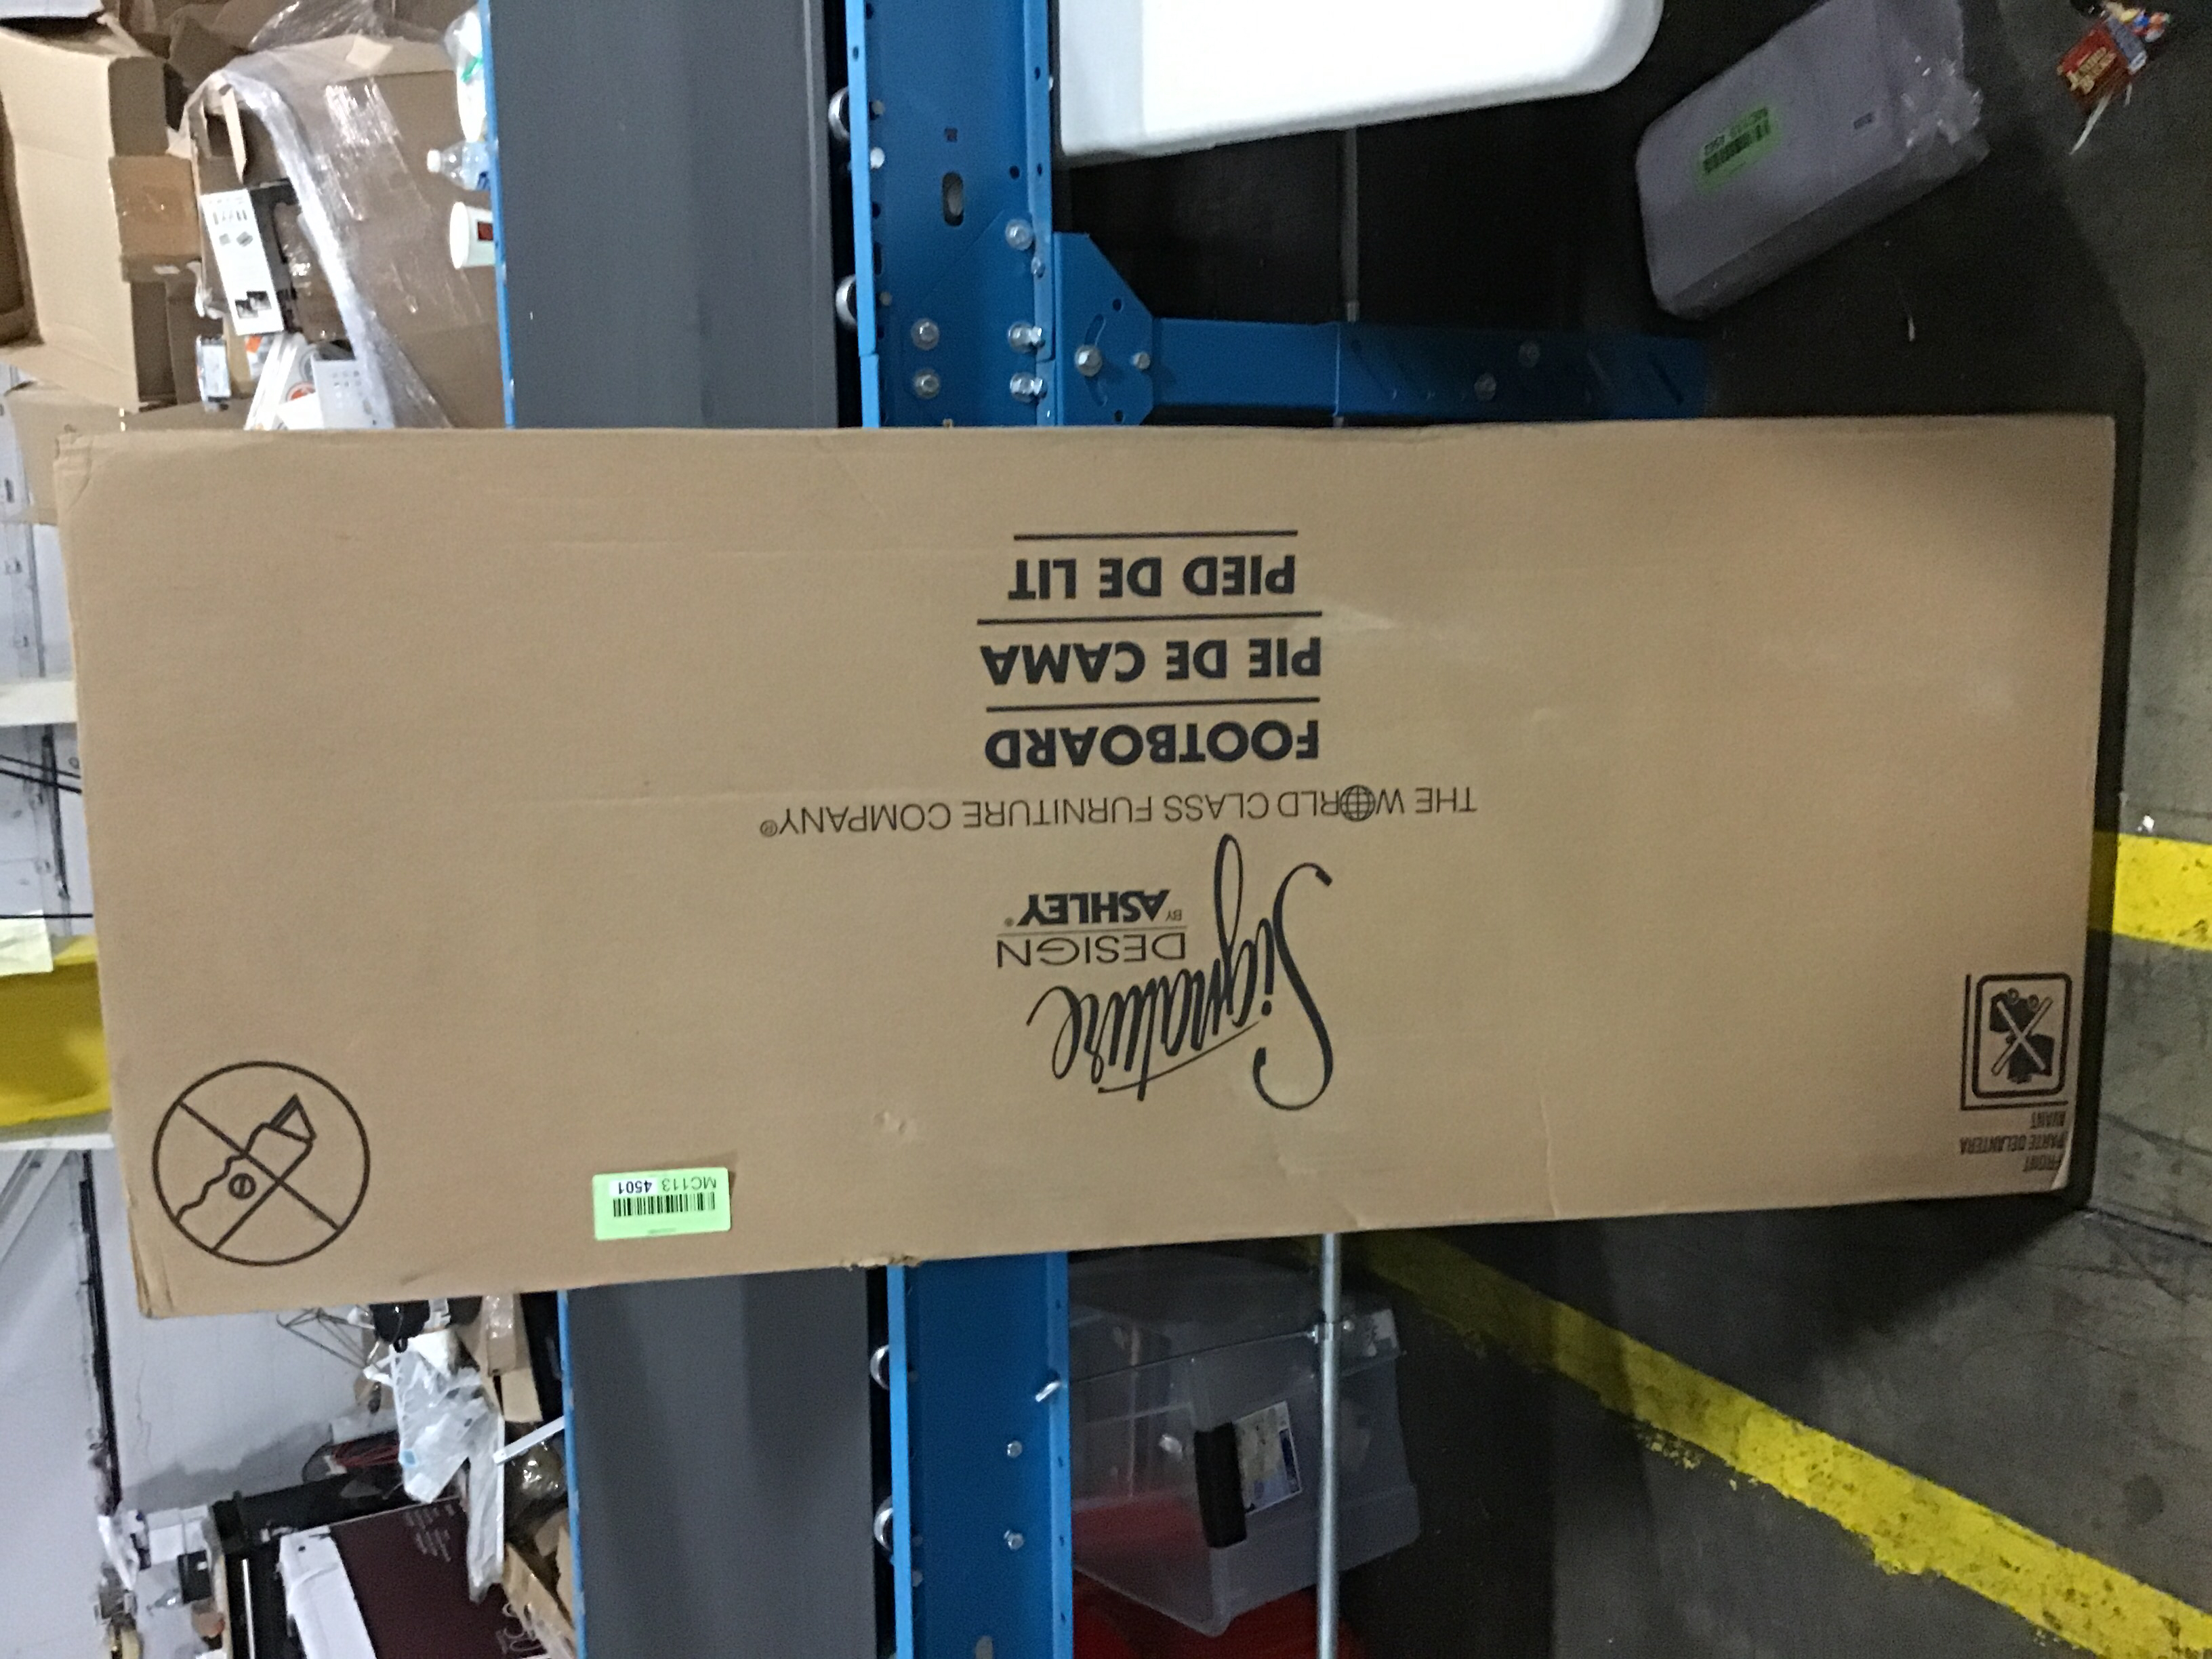 Signature
DESIGN
BY ASHLEY®
THE WORLD CLASS FURNITURE COMPANY®
FOOTBOARD
PIE DE CAMA
PIED DE LIT
FRONT
PARTE DELANTERA
AVANT
MC113 4501